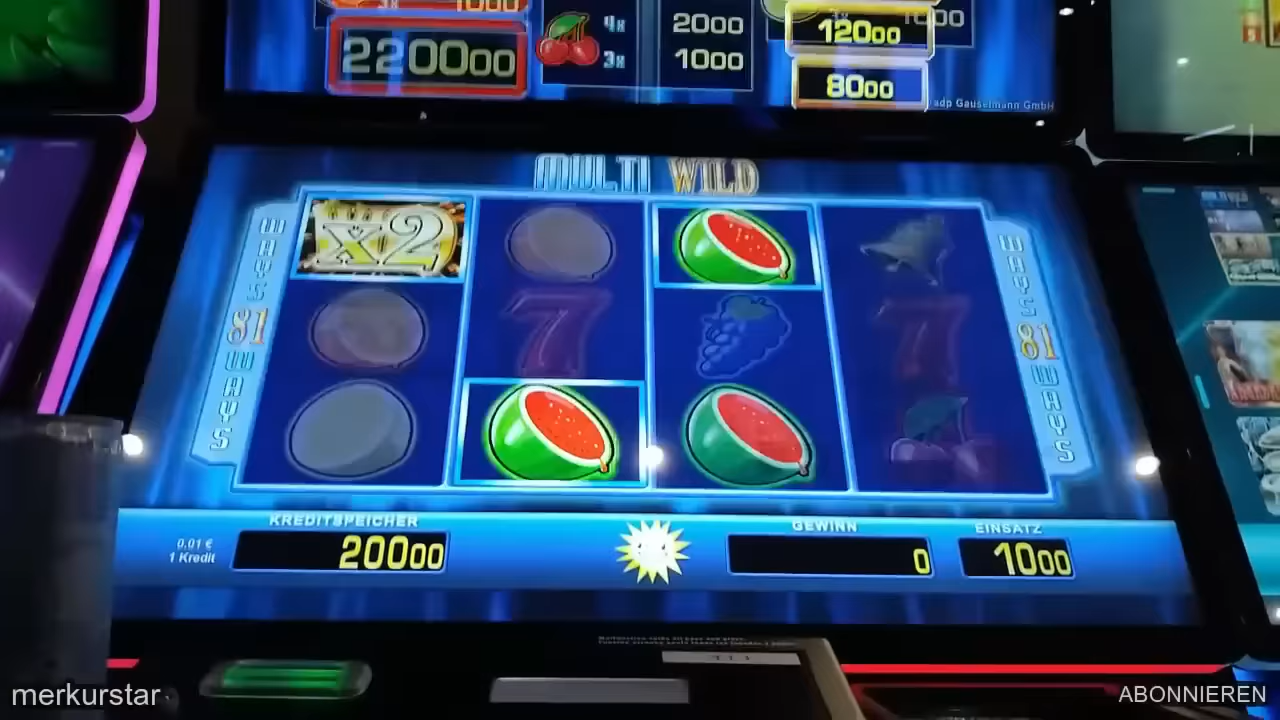 1000
220000
4x
3x
2000
1000
12000
8000
adp Gauselmann GmbH
MULTI WILD
x2
WAYS 81 WAYS
WAYS 81 WAYS
KREDITSPEICHER
0.01 €
1 Kredit
20000
GEWINN
0
EINSATZ
1000
merkurstar
ABONNIEREN